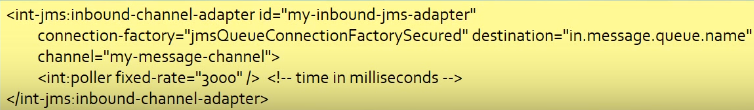 <int-jms:inbound-channel-adapter id="my-inbound-jms-adapter"
connection-factory="jmsQueueConnectionFactorySecured" destination="in.message.queue.name"
channel="my-message-channel">
<int:poller fixed-rate="3000" /> <!-- time in milliseconds -->
</int-jms:inbound-channel-adapter>